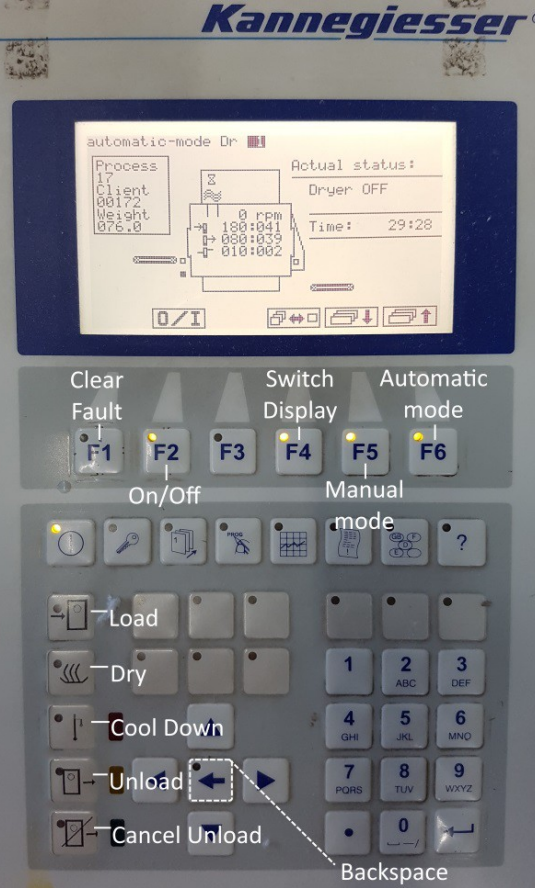 Kannegiesser
automatic-mode Dr
Process
17
Client
00172
Weight
076.0
0 rpm
180:041
080:039
010:002
Actual status:
Dryer OFF
Time: 29:28
O/I
Clear
Fault
Switch
Display
Automatic
mode
F1
F2
F3
F4
F5
F6
On/Off
Manual
mode
1
PROG
?
Load
Dry
Cool Down
Unload
Cancel Unload
Backspace
1
2
ABC
3
DEF
4
GHI
5
JKL
6
MNO
7
PQRS
8
TUV
9
WXYZ
0